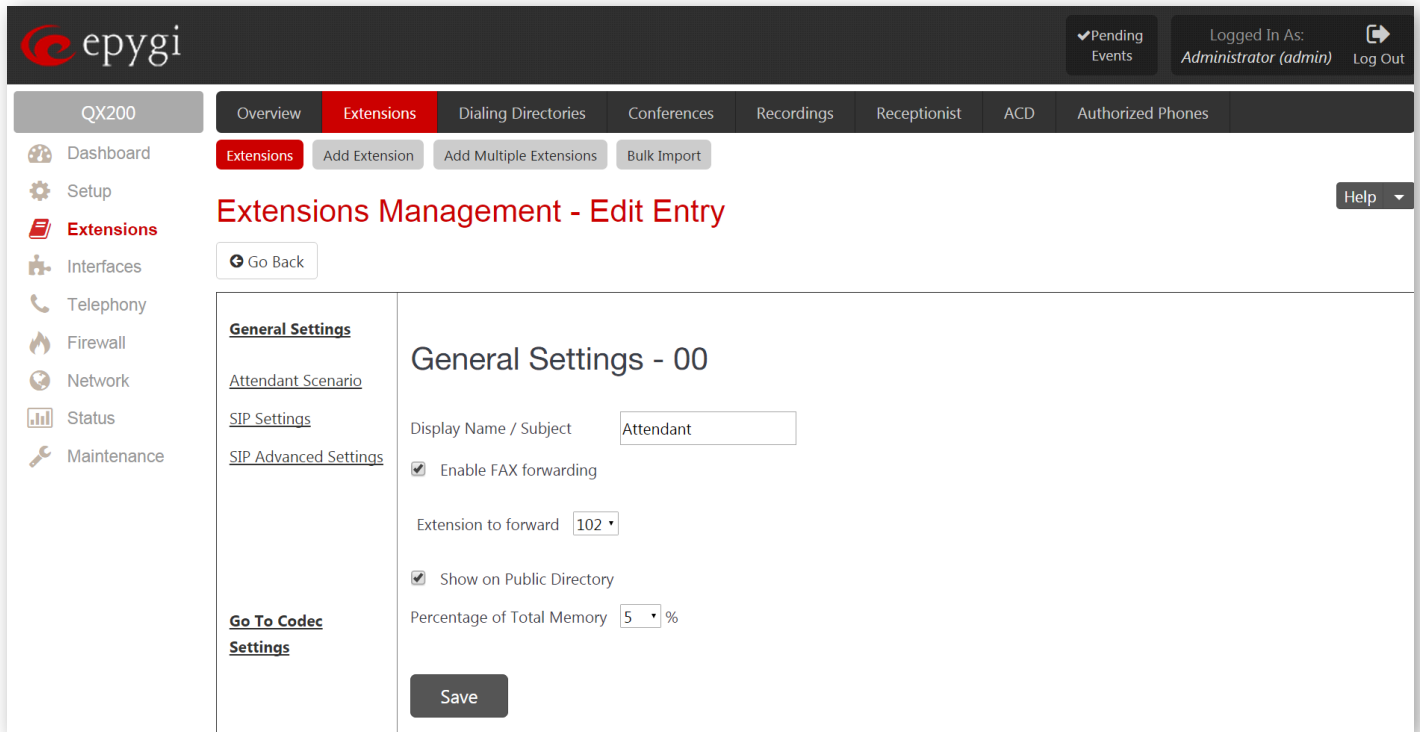 epygi
Pending
Events
Logged In As:
Administrator (admin)
Log Out
QX200
Dashboard
Setup
Extensions
Interfaces
Telephony
Firewall
Network
Status
Maintenance
Overview Extensions Dialing Directories Conferences Recordings Receptionist ACD Authorized Phones
Extensions Add Extension Add Multiple Extensions Bulk Import
Help
Extensions Management - Edit Entry
Go Back
General Settings
Attendant Scenario
SIP Settings
SIP Advanced Settings
Go To Codec
Settings
General Settings - 00
Display Name / Subject Attendant
Enable FAX forwarding
Extension to forward 102
Show on Public Directory
Percentage of Total Memory 5 %
Save